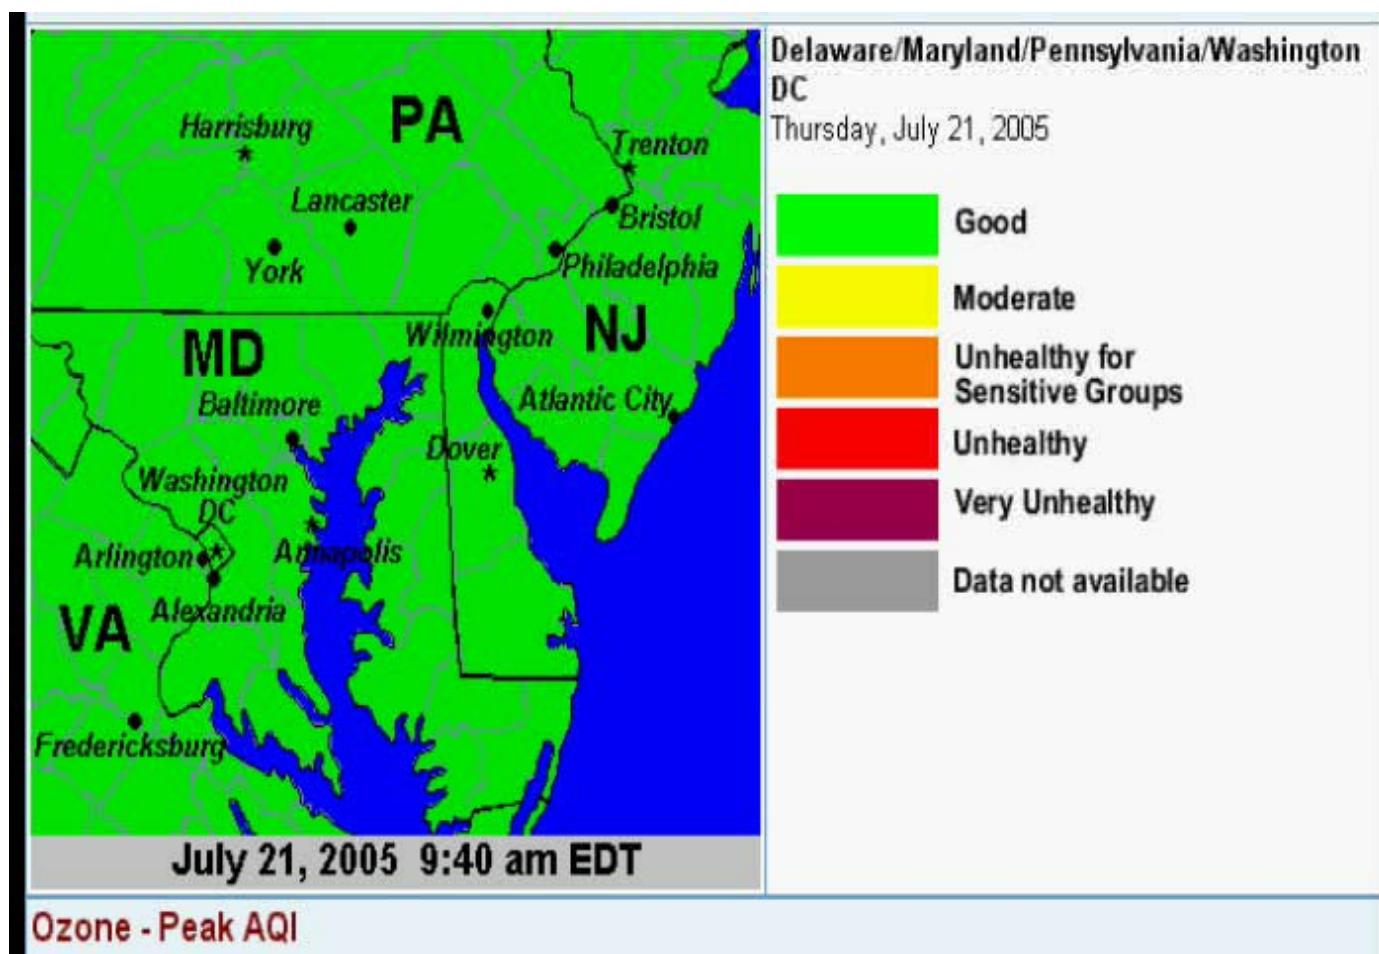 PA
Harrisburg
Trenton
Lancaster
Bristol
York
Philadelphia
MD
Wilmington
NJ
Baltimore
Atlantic City
Dover
Washington
DC
Arlington
Annapolis
Alexandria
VA
Fredericksburg
July 21, 2005 9:40 am EDT
Delaware/Maryland/Pennsylvania/Washington
DC
Thursday, July 21, 2005
Good
Moderate
Unhealthy for
Sensitive Groups
Unhealthy
Very Unhealthy
Data not available
Ozone - Peak AQI